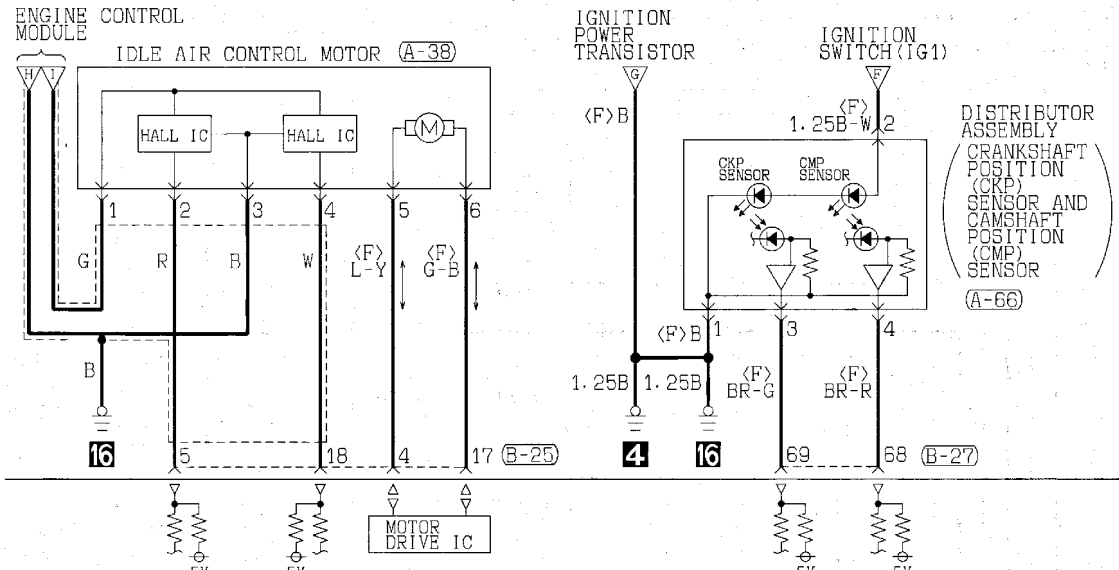 ENGINE CONTROL
MODULE
H I
IDLE AIR CONTROL MOTOR (A-38)
HALL IC
HALL IC
M
1 2 3 4 5 6
G R B W
<F>
L-Y
<F>
G-B
B
16
5 18 4 17 (B-25)
MOTOR
DRIVE IC
5V 5V
IGNITION
POWER
TRANSISTOR
G
<F>B
IGNITION
SWITCH(IG1)
F
<F>
1.25B-W 2
DISTRIBUTOR
ASSEMBLY
CRANKSHAFT
POSITION
(CKP)
SENSOR AND
CAMSHAFT
POSITION
(CMP)
SENSOR
(A-66)
CKP
SENSOR
CMP
SENSOR
1 3 4
<F>B
1.25B 1.25B
<F>
BR-G
<F>
BR-R
4 16
69 68 (B-27)
5V 5V